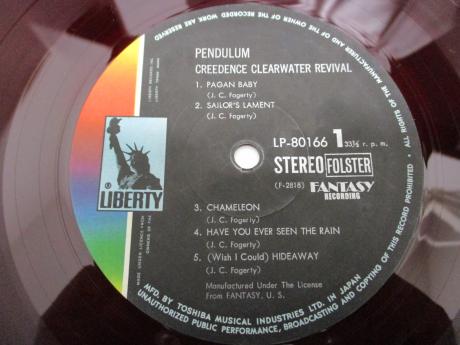 ALL RIGHTS OF THE MANUFACTURER AND OF THE OWNER OF THE RECORDED WORK ARE RESERVED
PENDULUM
CREEDENCE CLEARWATER REVIVAL
1. PAGAN BABY
(J. C. Fogerty)
2. SAILOR'S LAMENT
(J. C. Fogerty)
LP-80166 1 33⅓ r. p. m.
STEREO FOLSTER
(F-2818) FANTASY
RECORDING
® LIBERTY
3. CHAMELEON
(J. C. Fogerty)
4. HAVE YOU EVER SEEN THE RAIN
(J. C. Fogerty)
5. (Wish I Could) HIDEAWAY
(J. C. Fogerty)
Manufactured Under The License
From FANTASY, U. S.
MFD. BY TOSHIBA MUSICAL INDUSTRIES LTD. IN JAPAN
UNAUTHORIZED PUBLIC PERFORMANCE, BROADCASTING AND COPYING OF THIS RECORD PROHIBITED